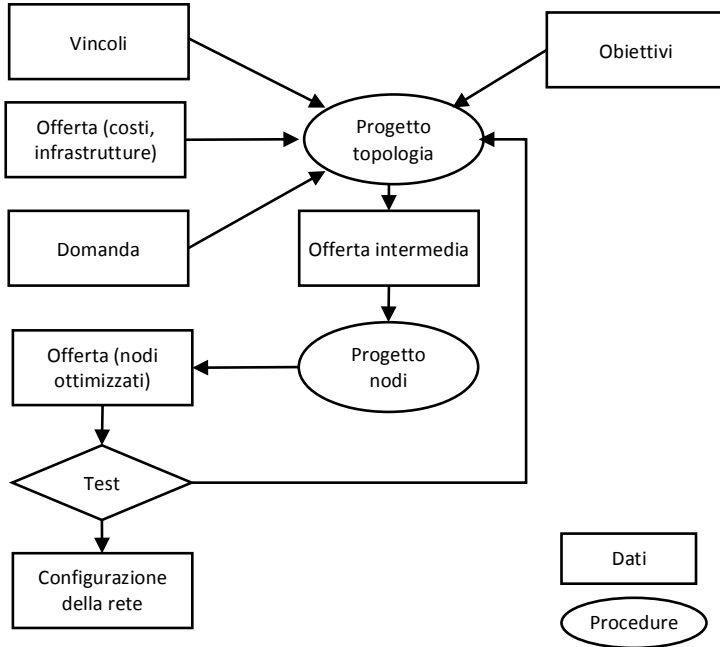 Vincoli
Obiettivi
Offerta (costi,
infrastrutture)
Progetto
topologia
Domanda
Offerta intermedia
Offerta (nodi
ottimizzati)
Progetto
nodi
Test
Configurazione
della rete
Dati
Procedure